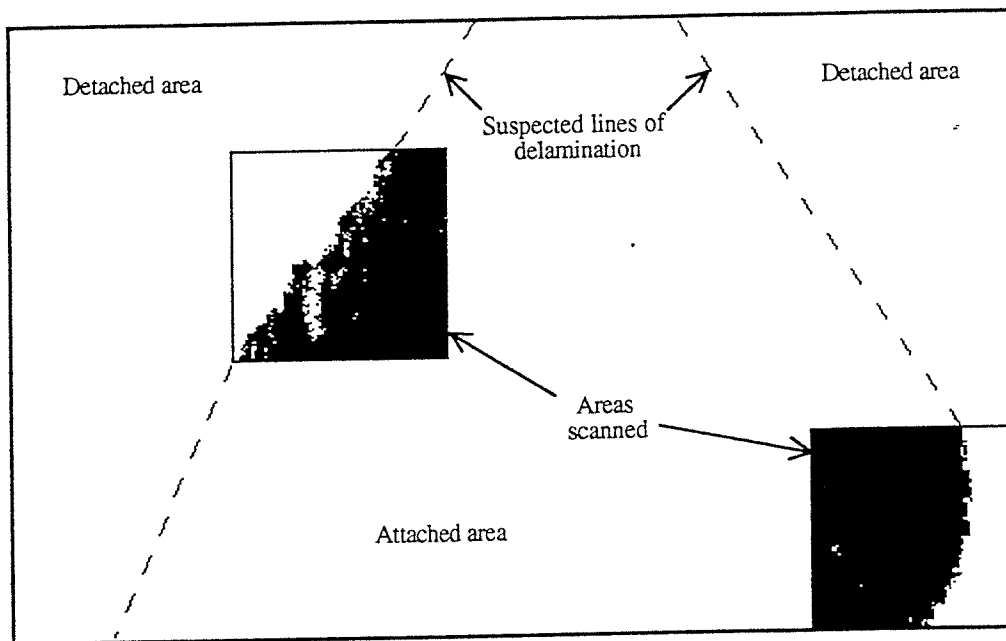 Detached area
Detached area
Suspected lines of
delamination
Areas
scanned
Attached area